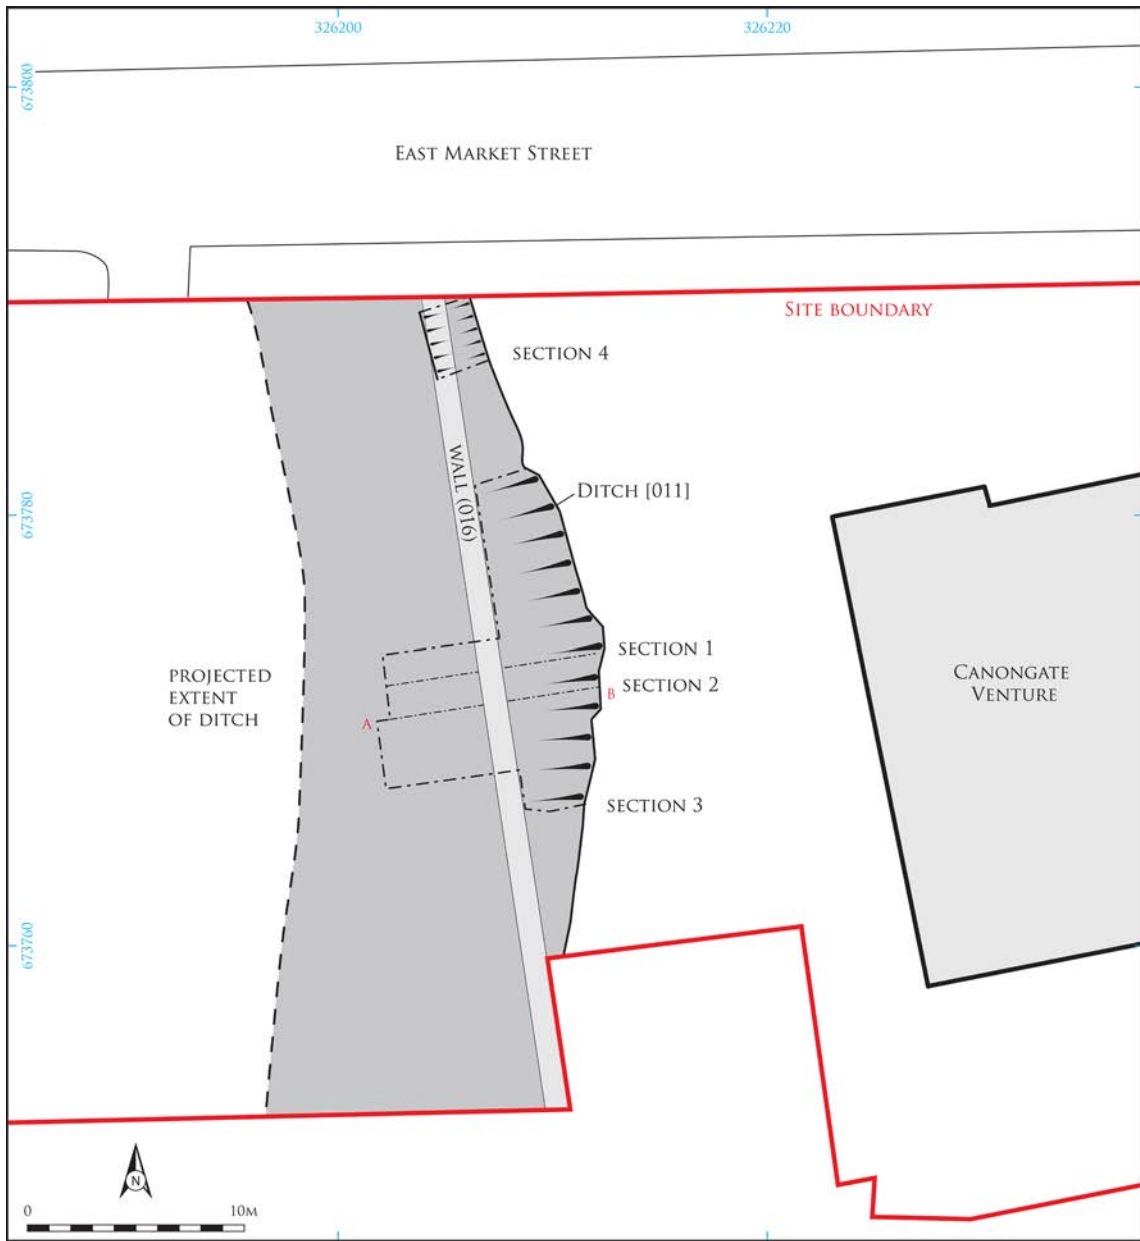 326200
326220
673800
East Market Street
Site boundary
section 4
wall (016)
673780
Ditch [011]
section 1
section 2
B
A
projected
extent
of ditch
Canongate
Venture
section 3
673760
N
0
10m